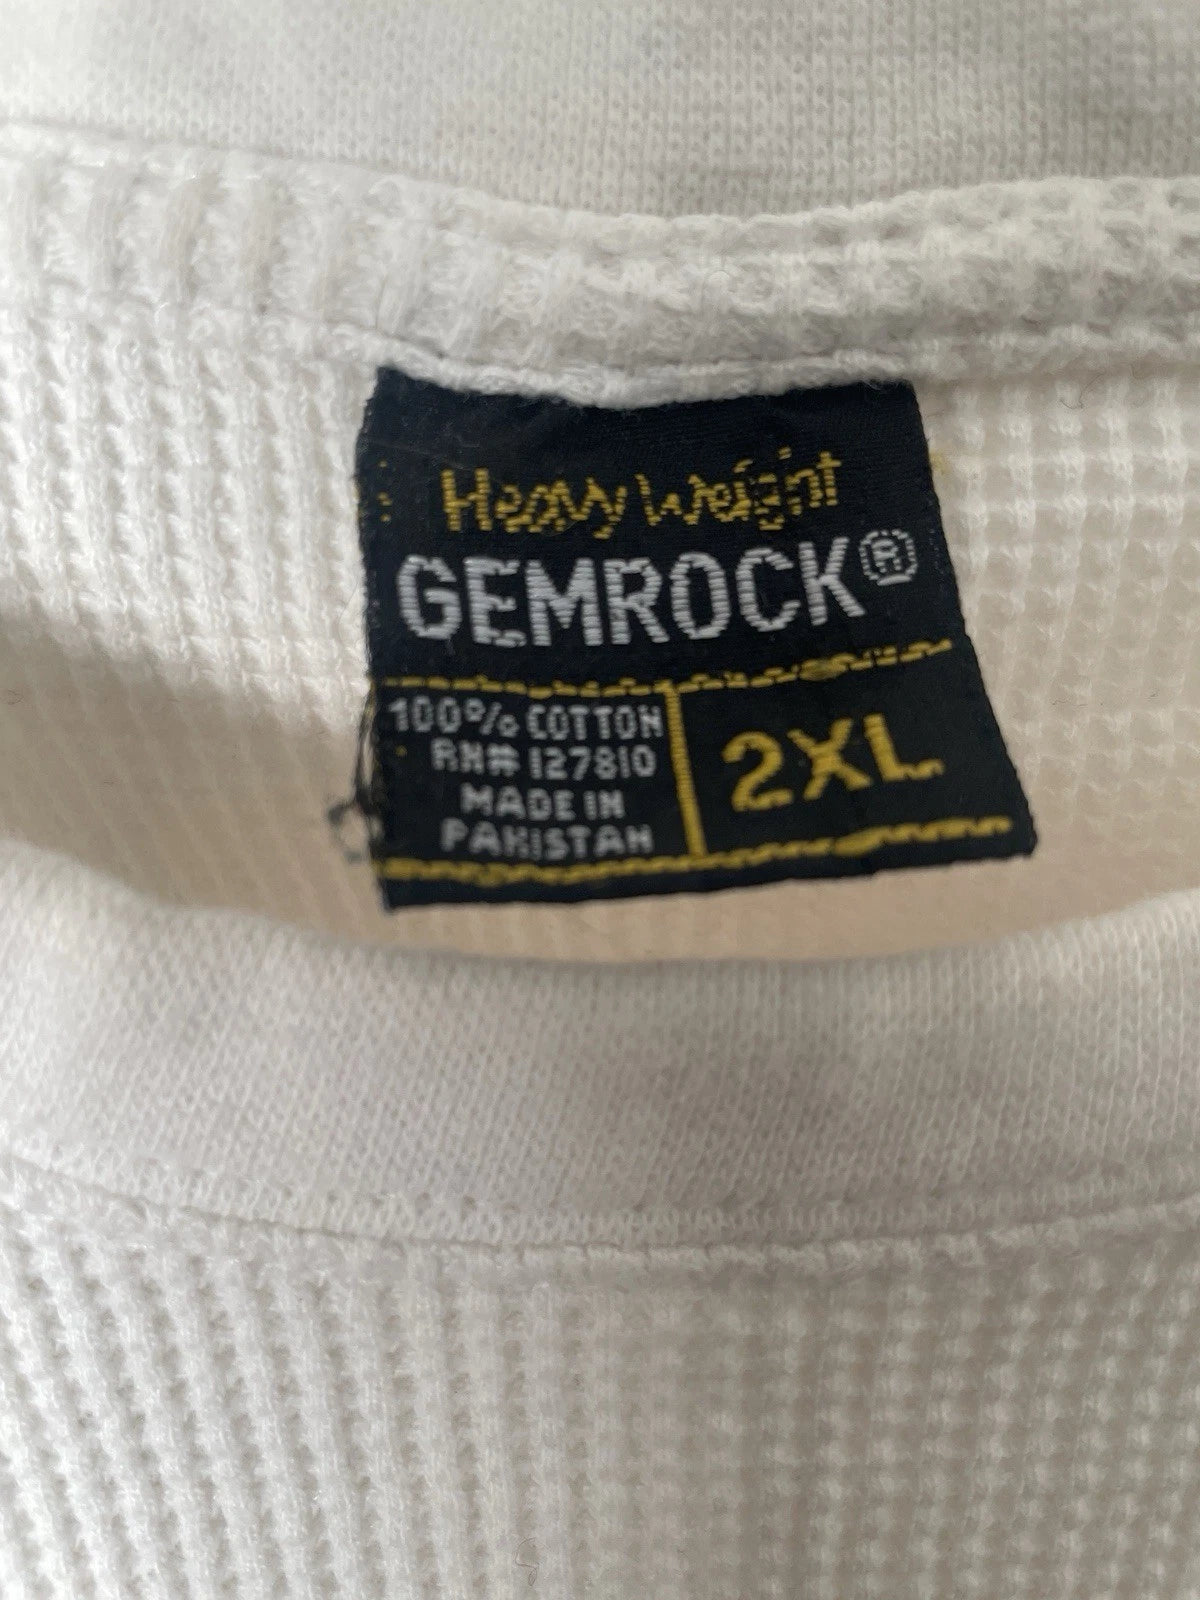 Heavy Weight
GEMROCK®
100% COTTON
RN# 127810
MADE IN
PAKISTAN
2XL